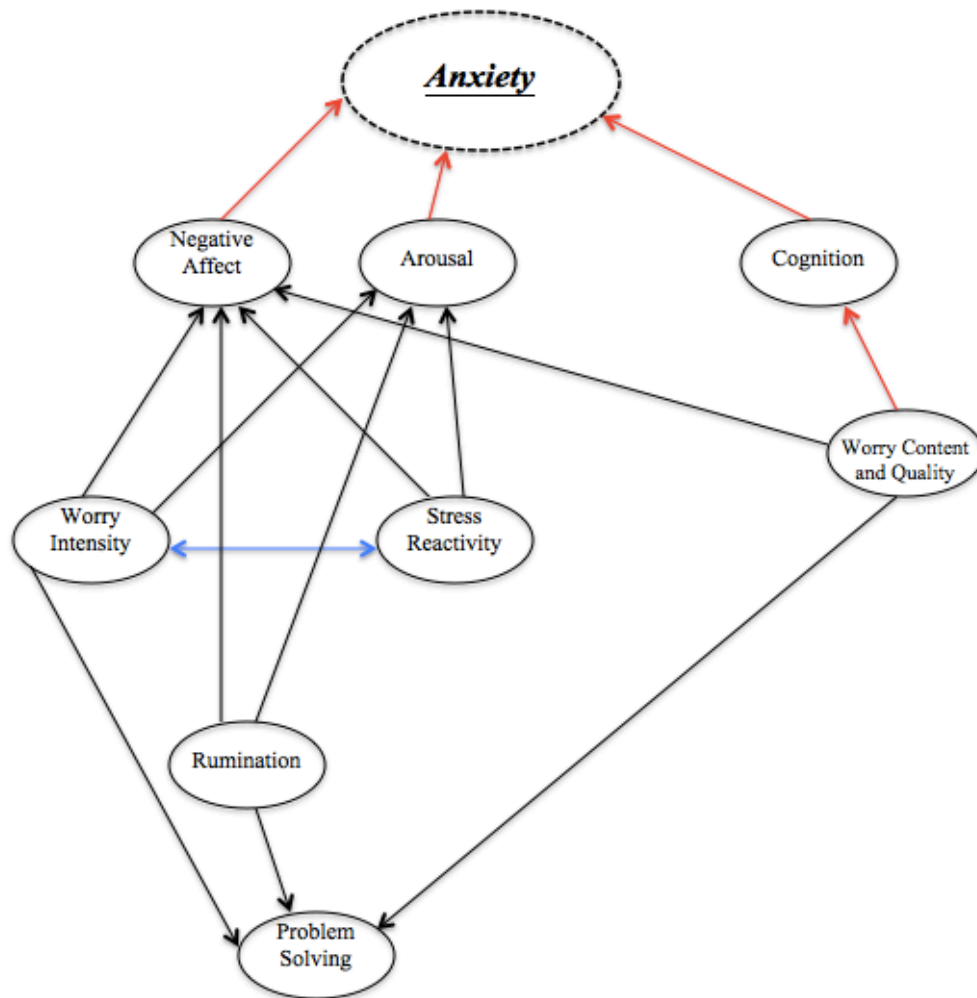 Anxiety
Negative
Affect
Arousal
Cognition
Worry Content
and Quality
Worry
Intensity
Stress
Reactivity
Rumination
Problem
Solving